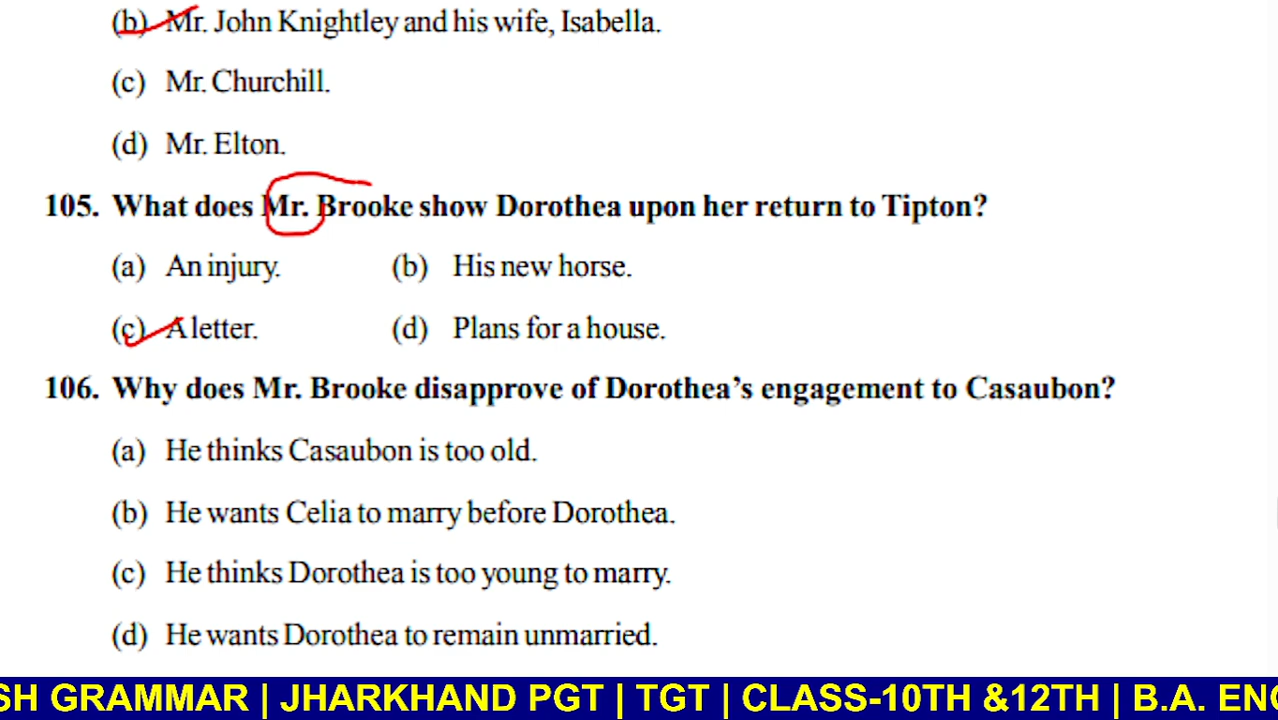 (b) Mr. John Knightley and his wife, Isabella.
(c) Mr. Churchill.
(d) Mr. Elton.
105. What does Mr. Brooke show Dorothea upon her return to Tipton?
(a) An injury. (b) His new horse.
(c) A letter. (d) Plans for a house.
106. Why does Mr. Brooke disapprove of Dorothea's engagement to Casaubon?
(a) He thinks Casaubon is too old.
(b) He wants Celia to marry before Dorothea.
(c) He thinks Dorothea is too young to marry.
(d) He wants Dorothea to remain unmarried.
SH GRAMMAR | JHARKHAND PGT | TGT | CLASS-10TH &12TH | B.A. ENG